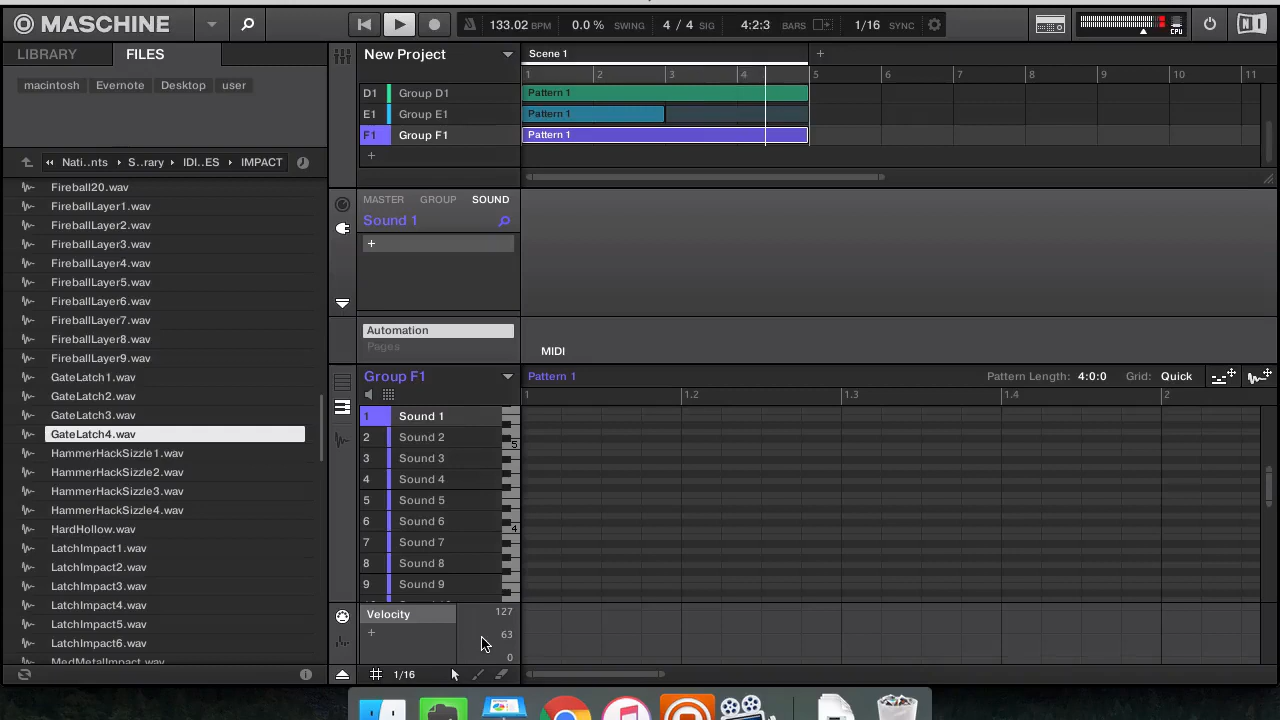 MASCHINE
133.02 BPM 0.0 % SWING 4 / 4 SIG 4:2:3 BARS 1/16 SYNC CPU NI
LIBRARY FILES
macintosh Evernote Desktop user
Nati..nts S..rary IDI..ES IMPACT
Fireball20.wav
FireballLayer1.wav
FireballLayer2.wav
FireballLayer3.wav
FireballLayer4.wav
FireballLayer5.wav
FireballLayer6.wav
FireballLayer7.wav
FireballLayer8.wav
FireballLayer9.wav
GateLatch1.wav
GateLatch2.wav
GateLatch3.wav
GateLatch4.wav
HammerHackSizzle1.wav
HammerHackSizzle2.wav
HammerHackSizzle3.wav
HammerHackSizzle4.wav
HardHollow.wav
LatchImpact1.wav
LatchImpact2.wav
LatchImpact3.wav
LatchImpact4.wav
LatchImpact5.wav
LatchImpact6.wav
MedMetalImpact.wav
New Project
Scene 1 +
1 2 3 4 5 6 7 8 9 10 11
D1 Group D1 Pattern 1
E1 Group E1 Pattern 1
F1 Group F1 Pattern 1
+
MASTER GROUP SOUND
Sound 1
+
Automation
Pages
MIDI
Group F1
Pattern 1 Pattern Length: 4:0:0 Grid: Quick
1 1.2 1.3 1.4 2
1 Sound 1
2 Sound 2 5
3 Sound 3
4 Sound 4
5 Sound 5
6 Sound 6 4
7 Sound 7
8 Sound 8
9 Sound 9
Velocity 127
+ 63
0
1/16